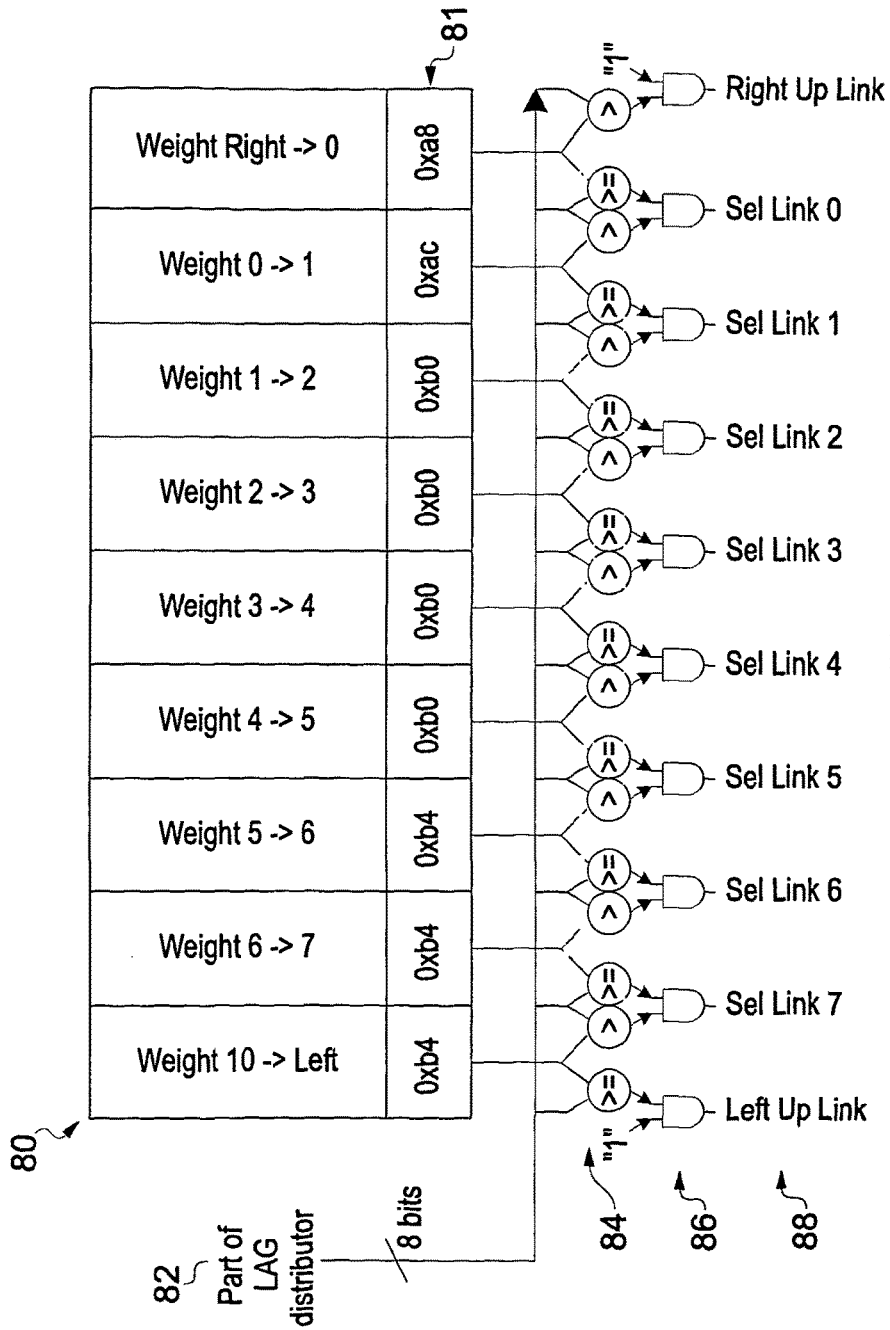 80
81
Weight Right -> 0
0xa8
Weight 0 -> 1
0xac
Weight 1 -> 2
0xb0
Weight 2 -> 3
0xb0
Weight 3 -> 4
0xb0
Weight 4 -> 5
0xb0
Weight 5 -> 6
0xb4
Weight 6 -> 7
0xb4
Weight 10 -> Left
0xb4
82
Part of
LAG
distributor
8 bits
"1"
>
Right Up Link
>=
>
Sel Link 0
>=
>
Sel Link 1
>=
>
Sel Link 2
>=
>
Sel Link 3
>=
>
Sel Link 4
>=
>
Sel Link 5
>=
>
Sel Link 6
>=
>
Sel Link 7
>=
"1"
Left Up Link
84
86
88